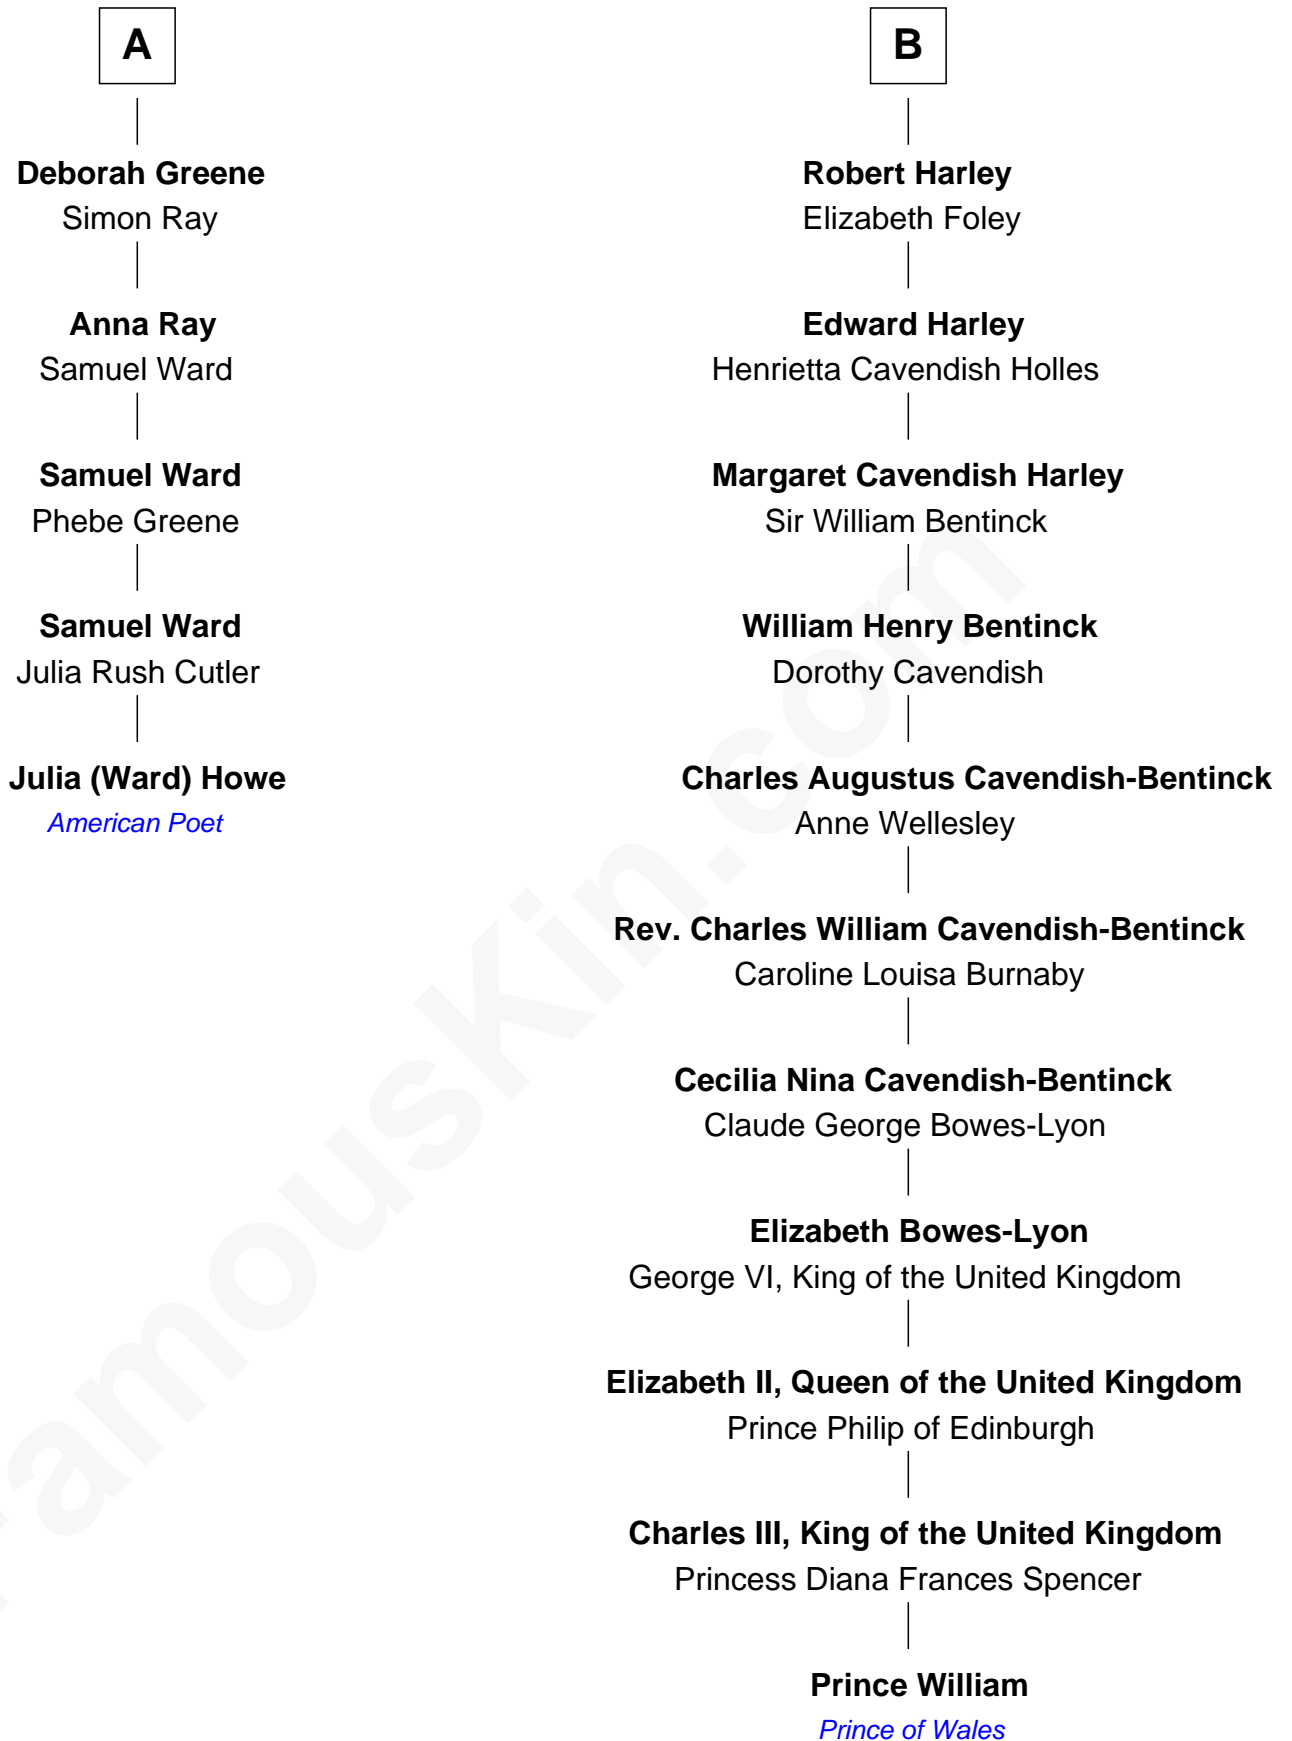 A
Deborah Greene
Simon Ray
Anna Ray
Samuel Ward
Samuel Ward
Phebe Greene
Samuel Ward
Julia Rush Cutler
Julia (Ward) Howe
American Poet
B
Robert Harley
Elizabeth Foley
Edward Harley
Henrietta Cavendish Holles
Margaret Cavendish Harley
Sir William Bentinck
William Henry Bentinck
Dorothy Cavendish
Charles Augustus Cavendish-Bentinck
Anne Wellesley
Rev. Charles William Cavendish-Bentinck
Caroline Louisa Burnaby
Cecilia Nina Cavendish-Bentinck
Claude George Bowes-Lyon
Elizabeth Bowes-Lyon
George VI, King of the United Kingdom
Elizabeth II, Queen of the United Kingdom
Prince Philip of Edinburgh
Charles III, King of the United Kingdom
Princess Diana Frances Spencer
Prince William
Prince of Wales
FamousKin.com